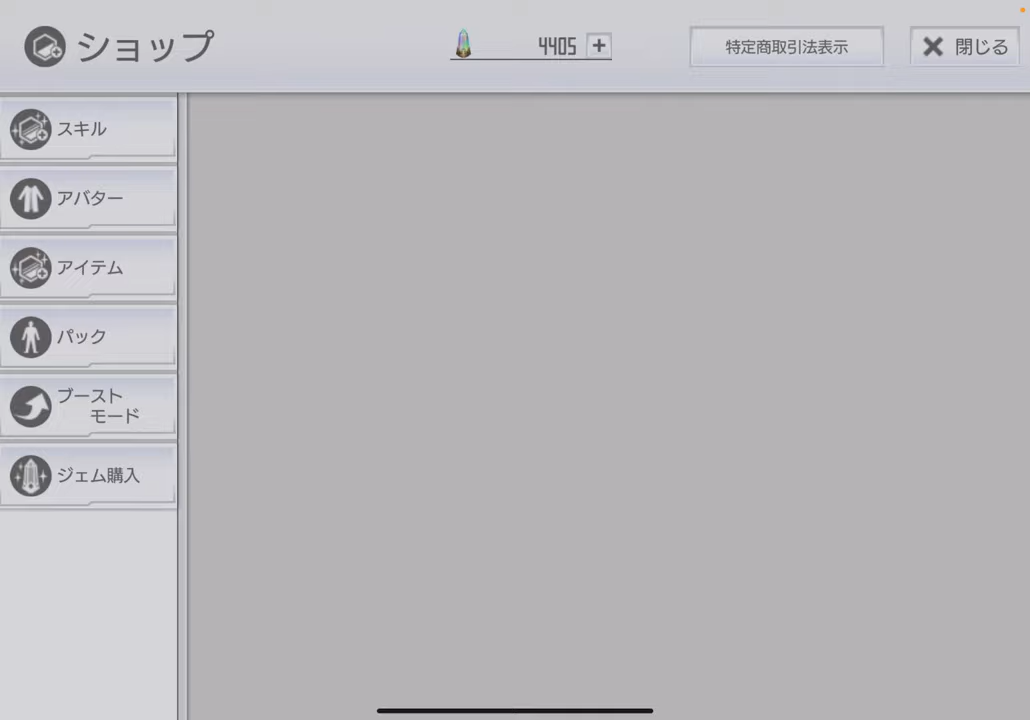 ショップ
4405
特定商取引法表示
閉じる
スキル
アバター
アイテム
パック
ブースト
モード
ジェム購入